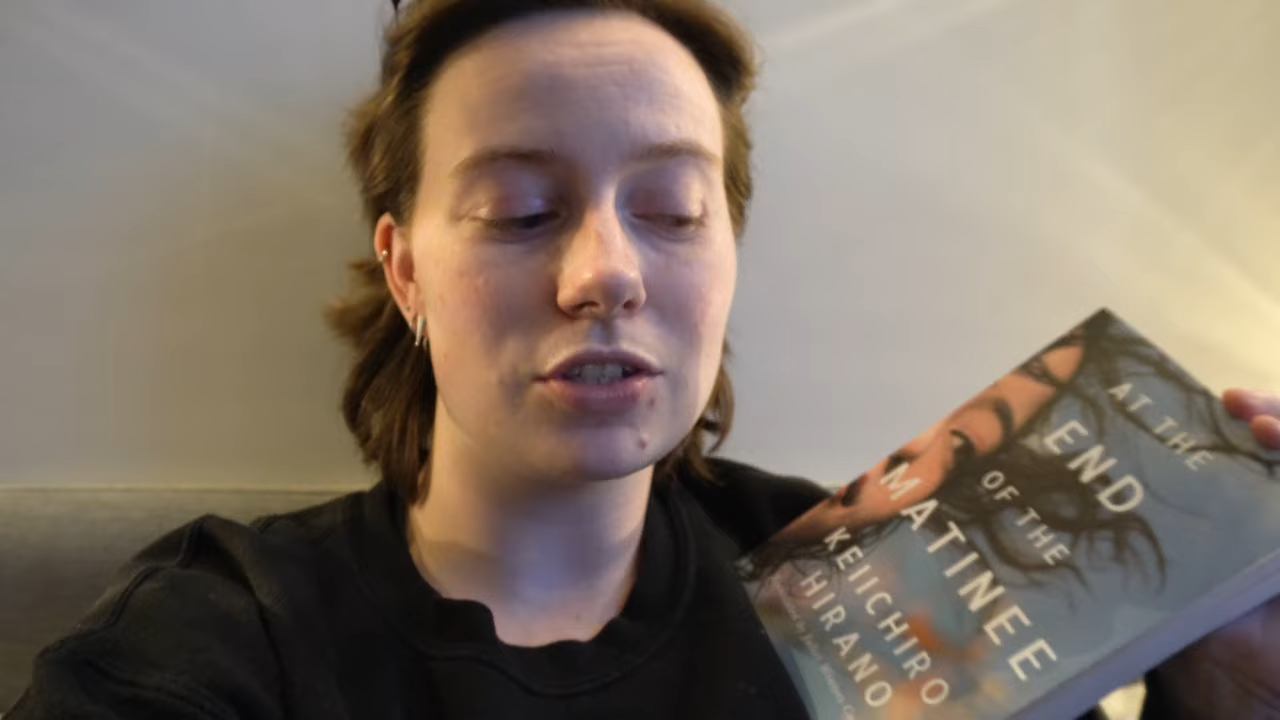 AT THE
END
OF THE
MATINEE
KEIICHIRO
HIRANO